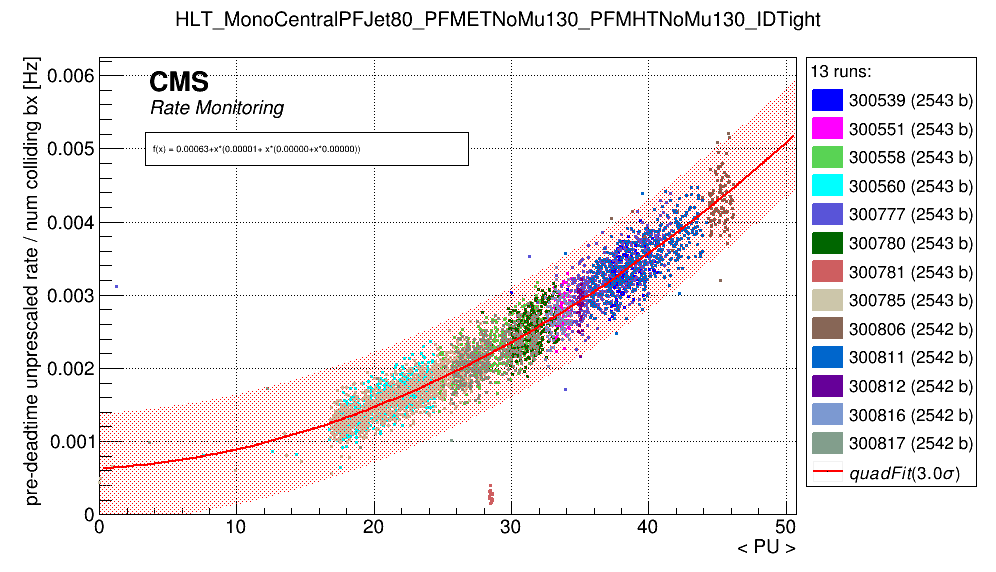 HLT_MonoCentralPFJet80_PFMETNoMu130_PFMHTNoMu130_IDTight
pre-deadtime unprescaled rate / num colliding bx [Hz]
0.006
0.005
0.004
0.003
0.002
0.001
0
CMS
Rate Monitoring
f(x) = 0.00063+x*(0.00001+ x*(0.00000+x*0.00000))
0 10 20 30 40 50
< PU >
13 runs:
300539 (2543 b)
300551 (2543 b)
300558 (2543 b)
300560 (2543 b)
300777 (2543 b)
300780 (2543 b)
300781 (2543 b)
300785 (2543 b)
300806 (2542 b)
300811 (2542 b)
300812 (2542 b)
300816 (2542 b)
300817 (2542 b)
quadFit(3.0σ)